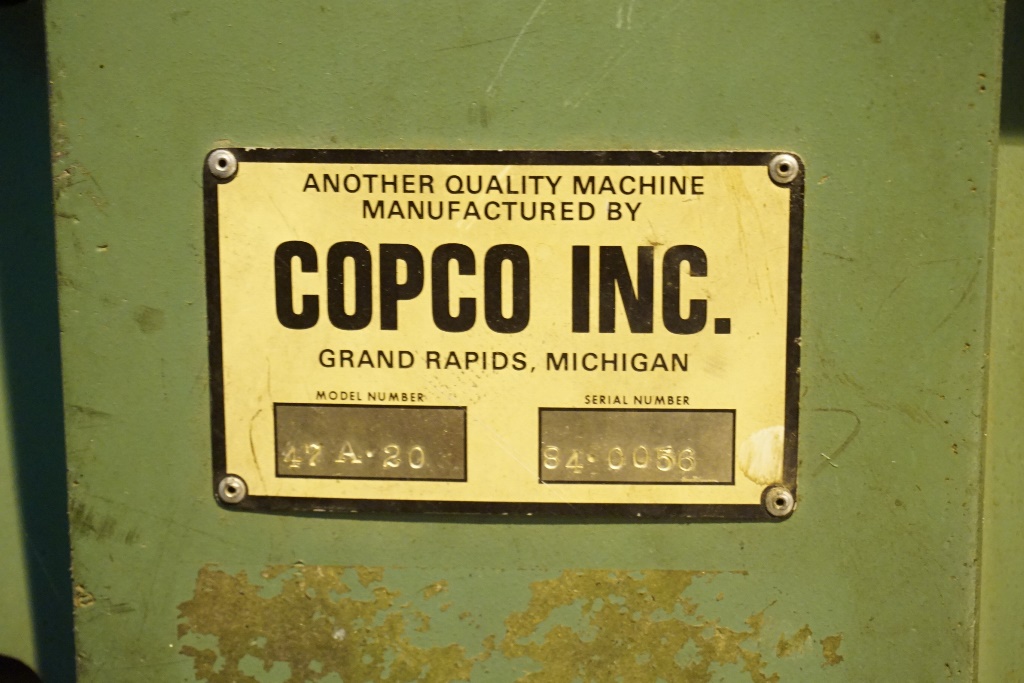 ANOTHER QUALITY MACHINE
MANUFACTURED BY
COPCO INC.
GRAND RAPIDS, MICHIGAN
MODEL NUMBER SERIAL NUMBER
47 A·20 84·0056